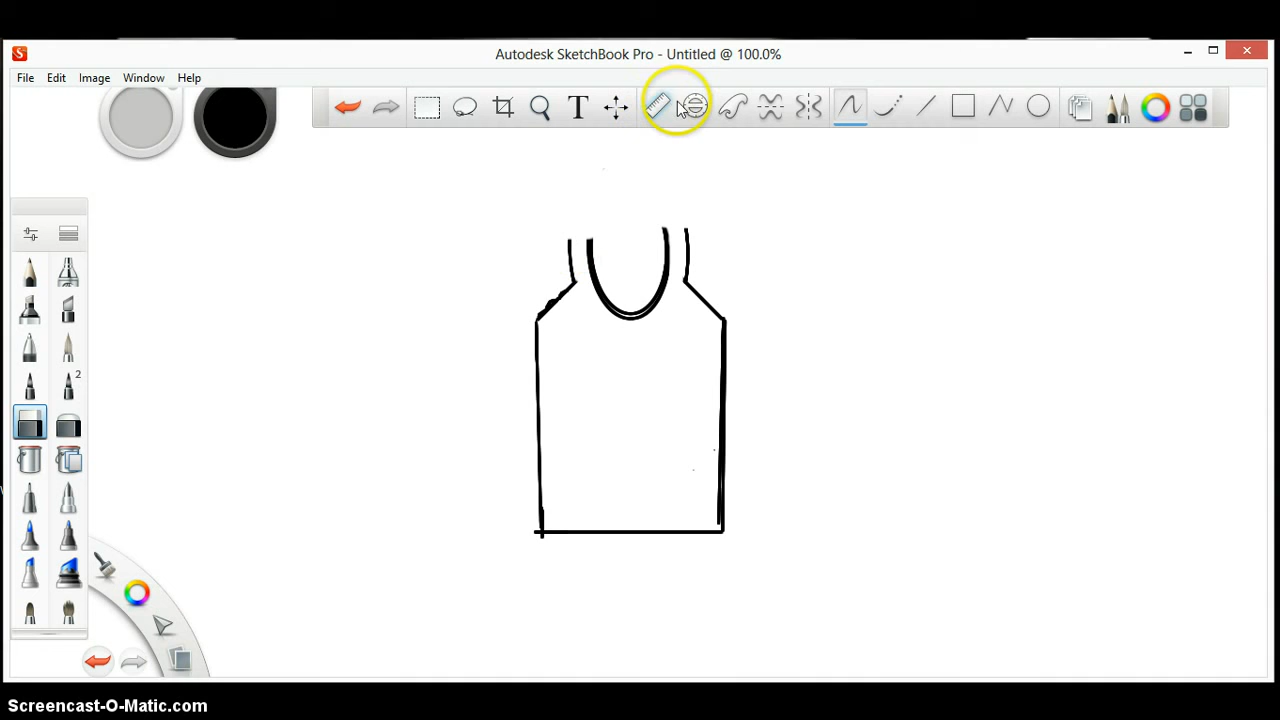 Autodesk SketchBook Pro - Untitled @ 100.0%
File Edit Image Window Help
T
2
Screencast-O-Matic.com